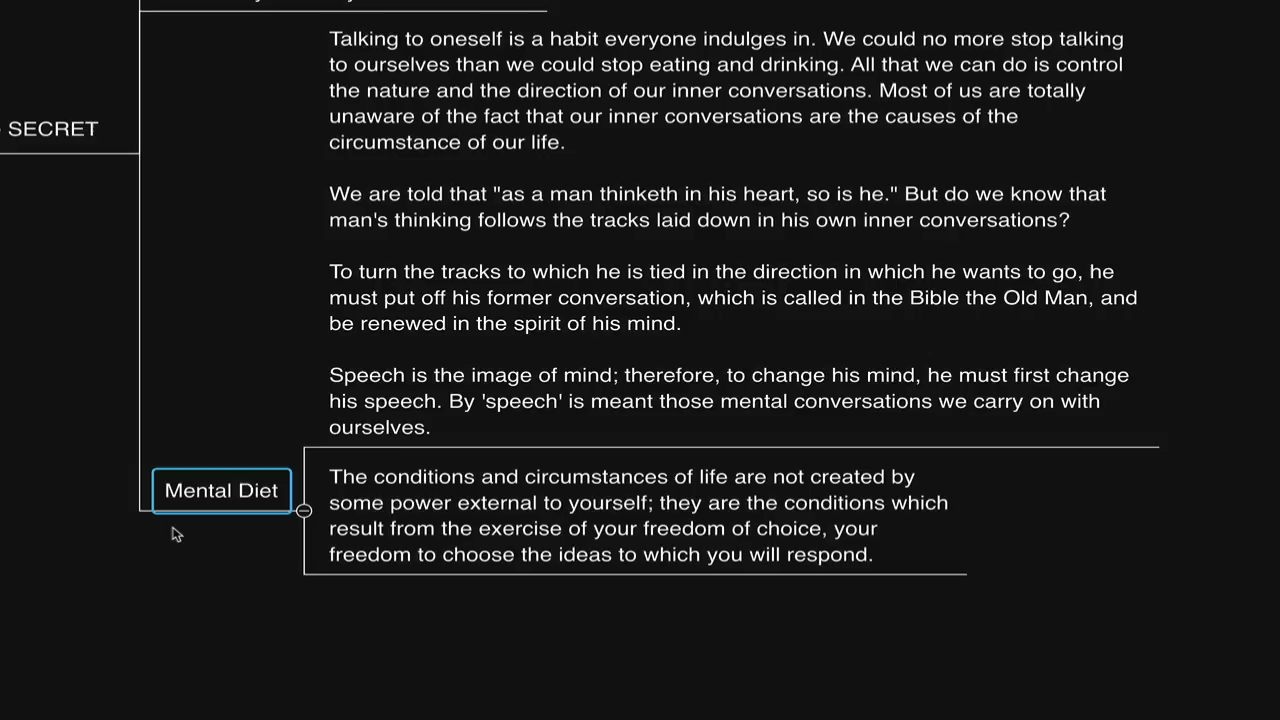 Talking to oneself is a habit everyone indulges in. We could no more stop talking
to ourselves than we could stop eating and drinking. All that we can do is control
the nature and the direction of our inner conversations. Most of us are totally
unaware of the fact that our inner conversations are the causes of the
circumstance of our life.
SECRET
We are told that "as a man thinketh in his heart, so is he." But do we know that
man's thinking follows the tracks laid down in his own inner conversations?
To turn the tracks to which he is tied in the direction in which he wants to go, he
must put off his former conversation, which is called in the Bible the Old Man, and
be renewed in the spirit of his mind.
Speech is the image of mind; therefore, to change his mind, he must first change
his speech. By 'speech' is meant those mental conversations we carry on with
ourselves.
Mental Diet
The conditions and circumstances of life are not created by
some power external to yourself; they are the conditions which
result from the exercise of your freedom of choice, your
freedom to choose the ideas to which you will respond.